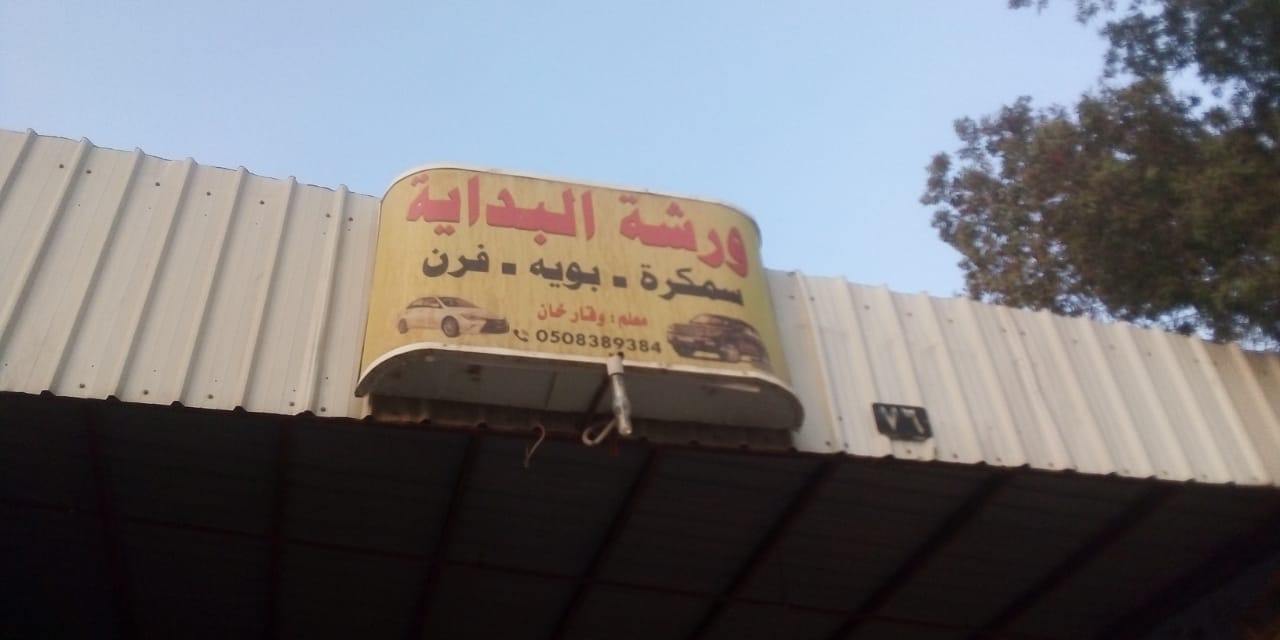 ورشة البداية
سمكرة - بويه - فرن
معلم : وقار خان
0508389384
٧٦